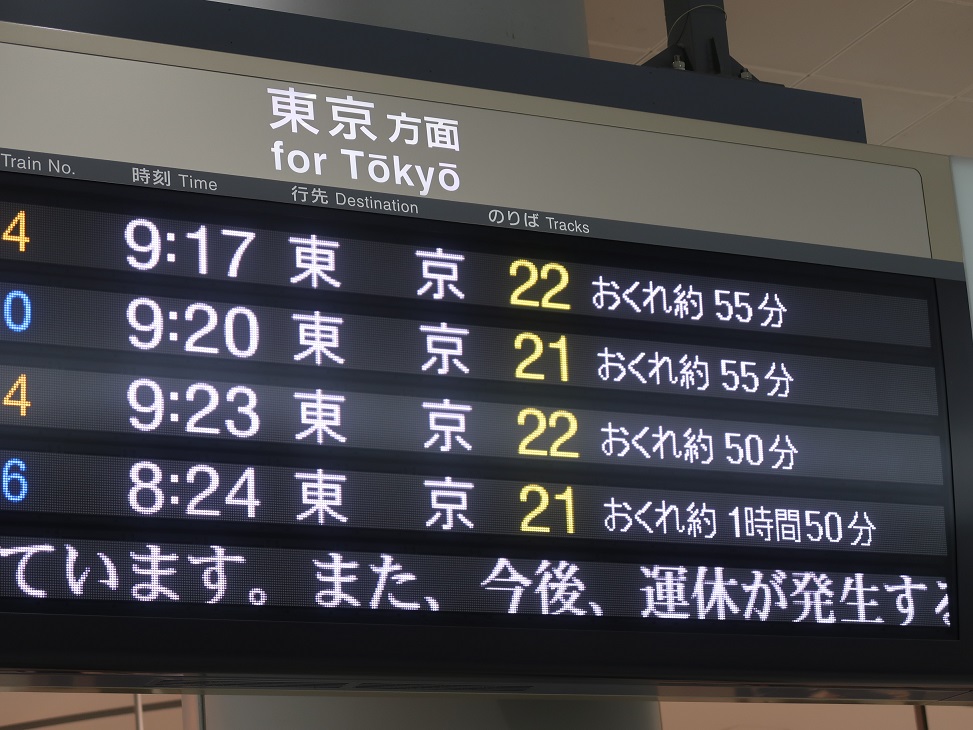 東京方面
for Tōkyō
Train No. 時刻 Time 行先 Destination のりば Tracks
4 9:17 東京 22 おくれ約 55分
0 9:20 東京 21 おくれ約 55分
4 9:23 東京 22 おくれ約 50分
6 8:24 東京 21 おくれ約 1時間50分
ています。また、今後、運休が発生する